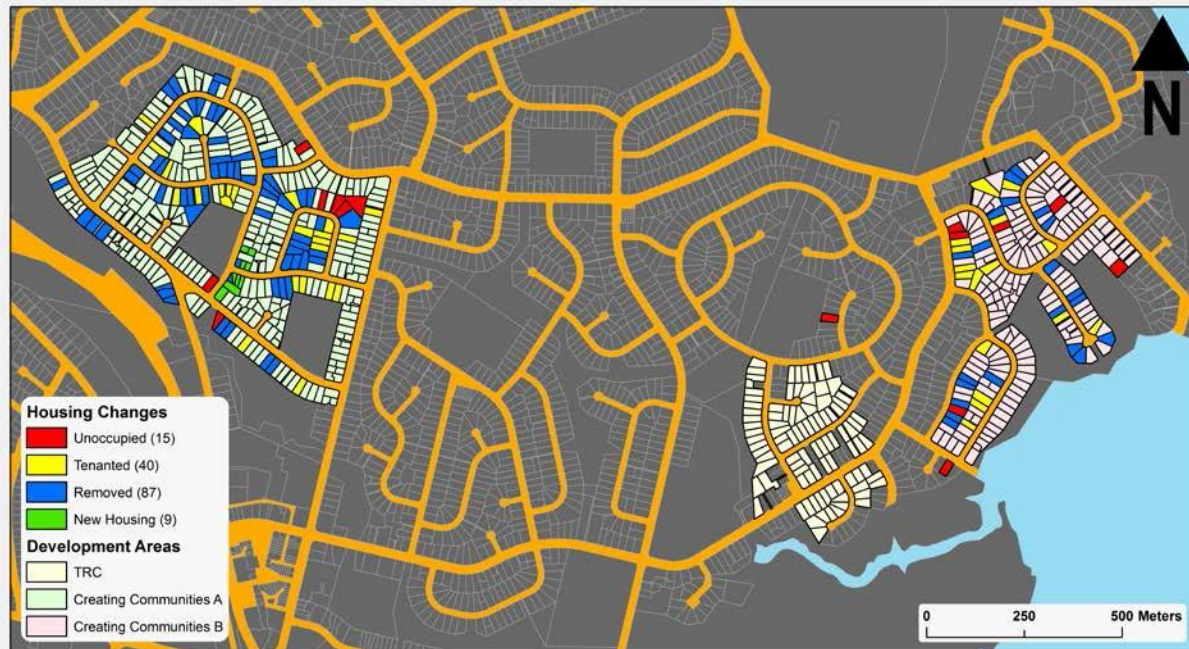 N
Housing Changes
Unoccupied (15)
Tenanted (40)
Removed (87)
New Housing (9)
Development Areas
TRC
Creating Communities A
Creating Communities B
0 250 500 Meters